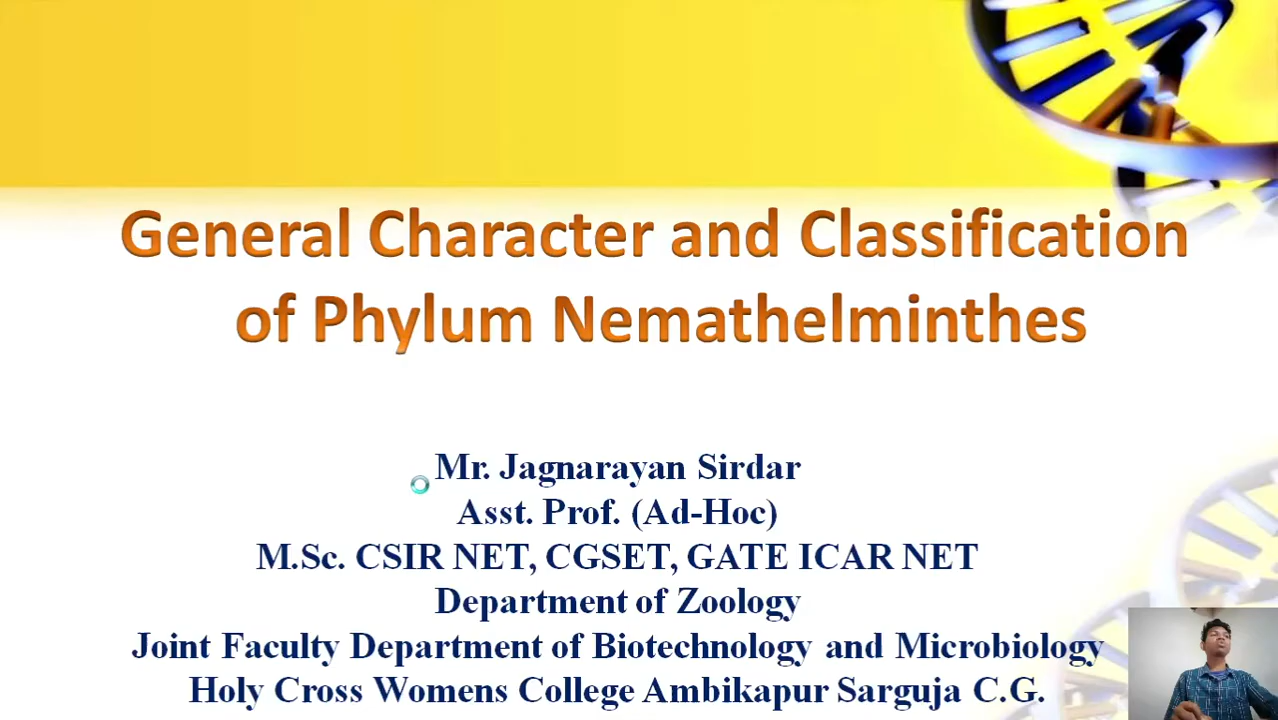 General Character and Classification
of Phylum Nemathelminthes
Mr. Jagnarayan Sirdar
Asst. Prof. (Ad-Hoc)
M.Sc. CSIR NET, CGSET, GATE ICAR NET
Department of Zoology
Joint Faculty Department of Biotechnology and Microbiology
Holy Cross Womens College Ambikapur Sarguja C.G.